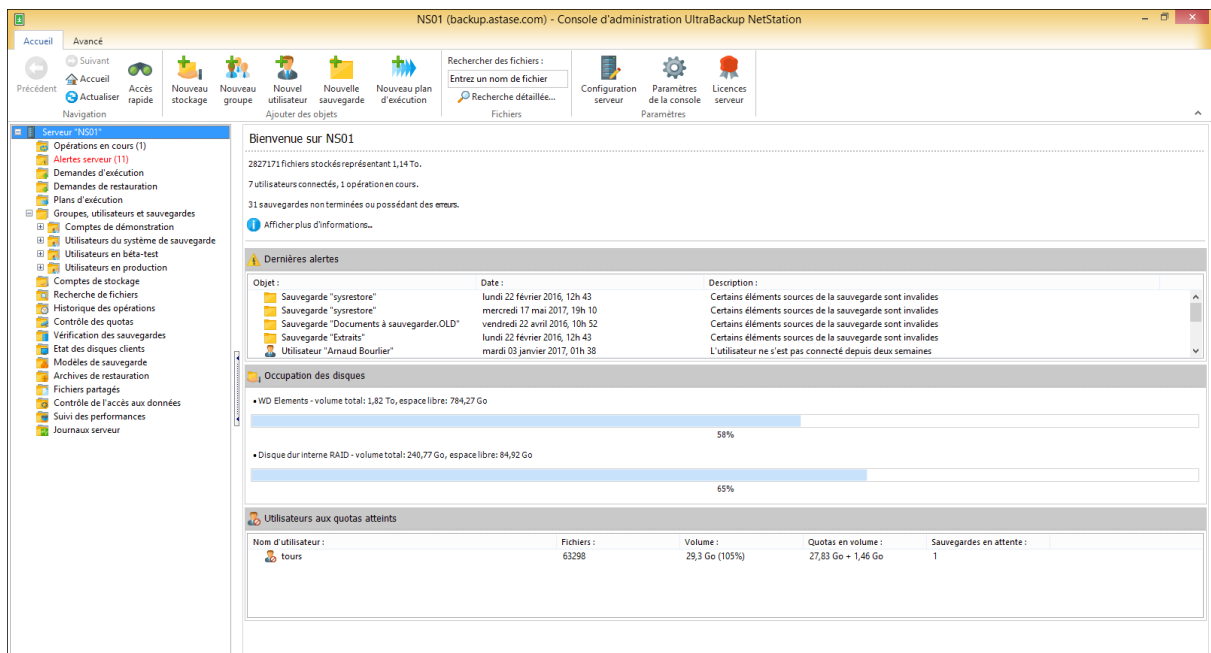 NS01 (backup.astase.com) - Console d'administration UltraBackup NetStation
Accueil Avancé
Précédent
Suivant
Accueil
Actualiser
Accès rapide
Navigation
Nouveau stockage
Nouveau groupe
Nouvel utilisateur
Nouvelle sauvegarde
Nouveau plan d'exécution
Ajouter des objets
Rechercher des fichiers :
Entrez un nom de fichier
Recherche détaillée...
Fichiers
Configuration serveur
Paramètres de la console
Licences serveur
Paramètres
Serveur "NS01"
Opérations en cours (1)
Alertes serveur (11)
Demandes d'exécution
Demandes de restauration
Plans d'exécution
Groupes, utilisateurs et sauvegardes
Comptes de démonstration
Utilisateurs du système de sauvegarde
Utilisateurs en béta-test
Utilisateurs en production
Comptes de stockage
Recherche de fichiers
Historique des opérations
Contrôle des quotas
Vérification des sauvegardes
Etat des disques clients
Modèles de sauvegarde
Archives de restauration
Fichiers partagés
Contrôle de l'accès aux données
Suivi des performances
Journaux serveur
Bienvenue sur NS01
2827171 fichiers stockés représentant 1,14 To.
7 utilisateurs connectés, 1 opération en cours.
31 sauvegardes non terminées ou possédant des erreurs.
Afficher plus d'informations...
Dernières alertes
Objet : Date : Description :
Sauvegarde "sysrestore" lundi 22 février 2016, 12h 43 Certains éléments sources de la sauvegarde sont invalides
Sauvegarde "sysrestore" mercredi 17 mai 2017, 19h 10 Certains éléments sources de la sauvegarde sont invalides
Sauvegarde "Documents à sauvegarder.OLD" vendredi 22 avril 2016, 10h 52 Certains éléments sources de la sauvegarde sont invalides
Sauvegarde "Extraits" lundi 22 février 2016, 12h 43 Certains éléments sources de la sauvegarde sont invalides
Utilisateur "Arnaud Bourlier" mardi 03 janvier 2017, 01h 38 L'utilisateur ne s'est pas connecté depuis deux semaines
Occupation des disques
• WD Elements - volume total: 1,82 To, espace libre: 784,27 Go
58%
• Disque dur interne RAID - volume total: 240,77 Go, espace libre: 84,92 Go
65%
Utilisateurs aux quotas atteints
Nom d'utilisateur : Fichiers : Volume : Quotas en volume : Sauvegardes en attente :
tours 63298 29,3 Go (105%) 27,83 Go + 1,46 Go 1